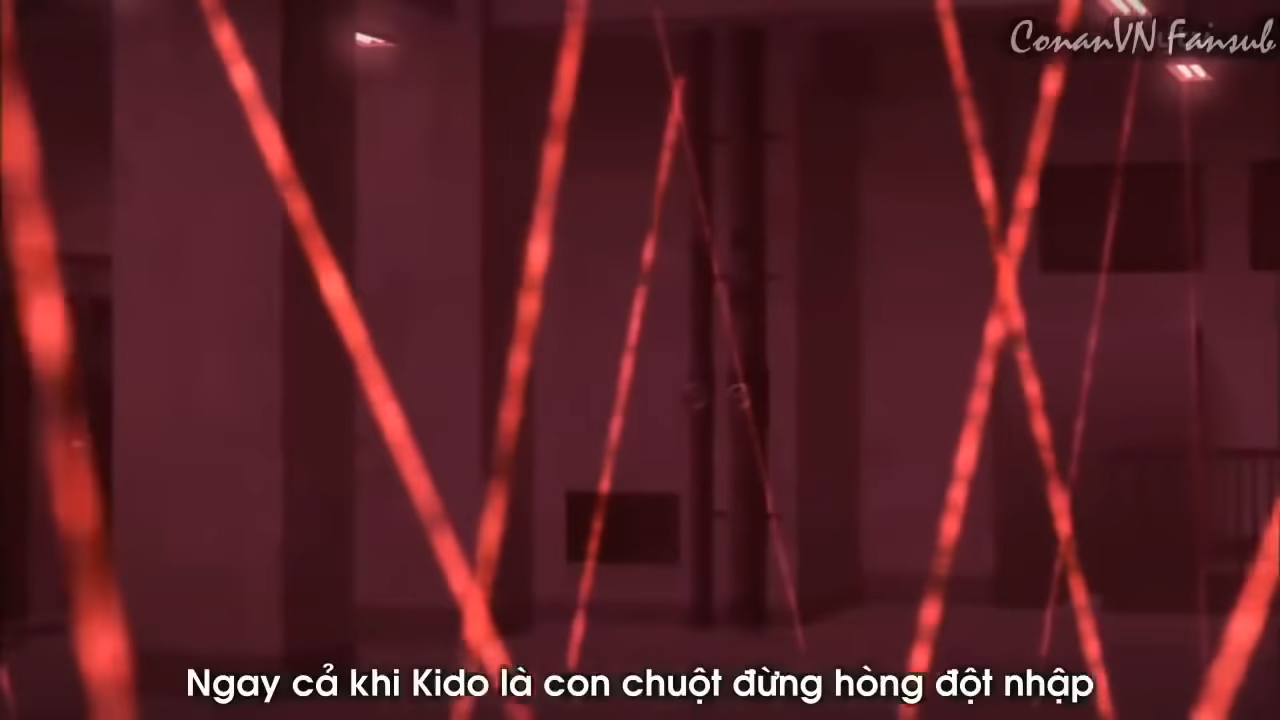 ConanVN Fansub
Ngay cả khi Kido là con chuột đừng hòng đột nhập